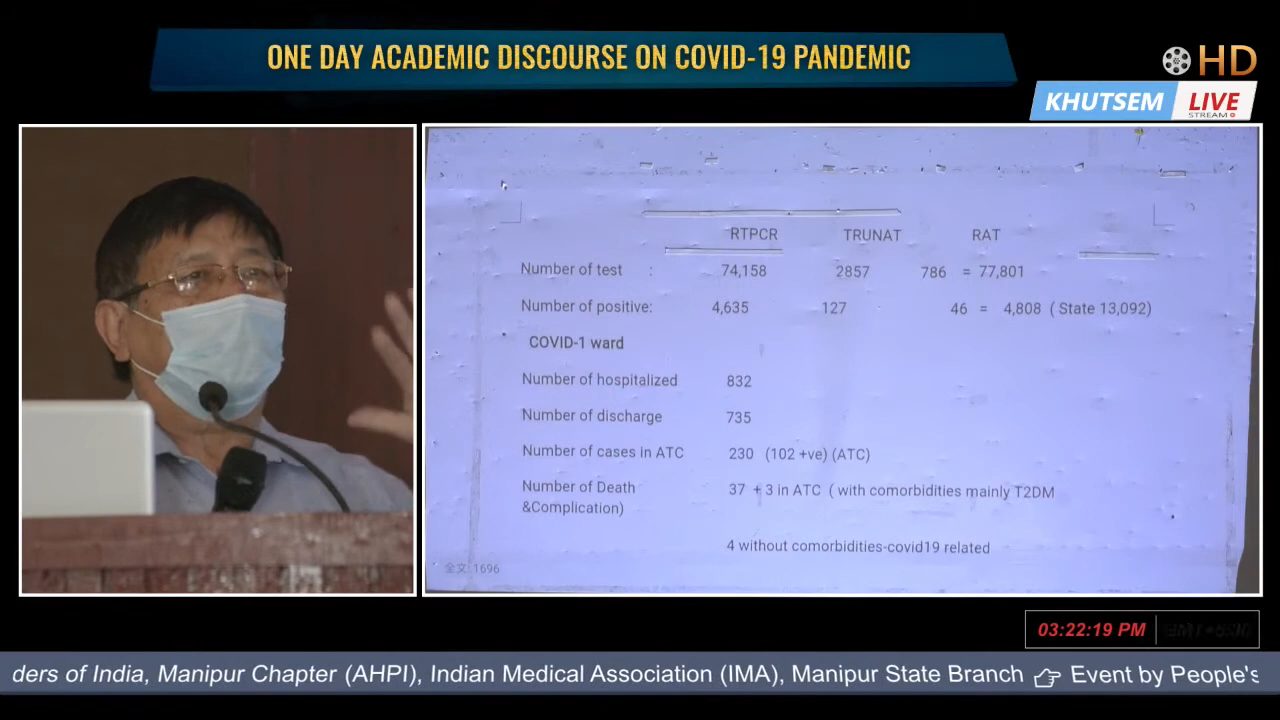 ONE DAY ACADEMIC DISCOURSE ON COVID-19 PANDEMIC
HD
KHUTSEM LIVE
STREAM
RTPCR TRUNAT RAT
Number of test : 74,158 2857 786 = 77,801
Number of positive: 4,635 127 46 = 4,808 ( State 13,092)
COVID-1 ward
Number of hospitalized 832
Number of discharge 735
Number of cases in ATC 230 (102 +ve) (ATC)
Number of Death 37 + 3 in ATC ( with comorbidities mainly T2DM
&Complication)
4 without comorbidities-covid19 related
全文: 1696
03:22:19 PM
ders of India, Manipur Chapter (AHPI), Indian Medical Association (IMA), Manipur State Branch Event by People's